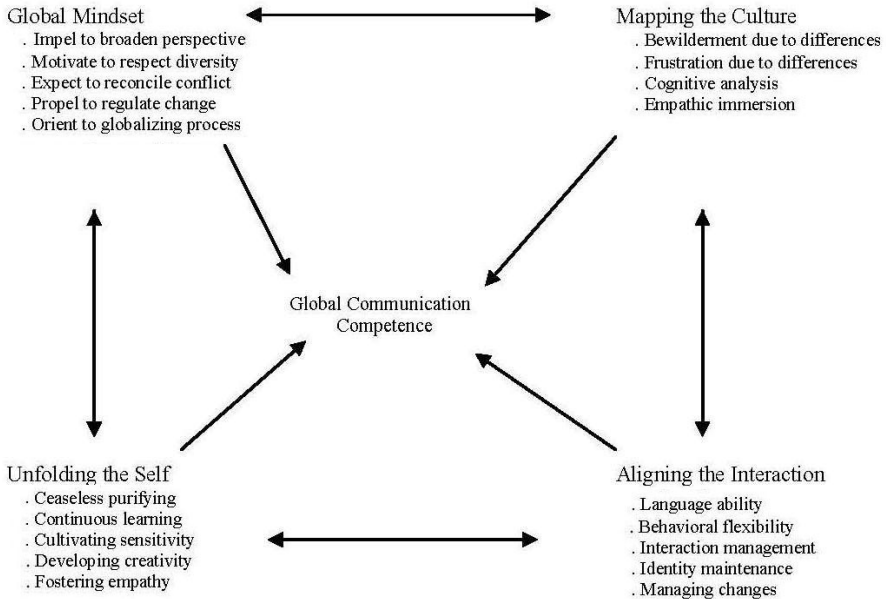 Global Mindset
. Impel to broaden perspective
. Motivate to respect diversity
. Expect to reconcile conflict
. Propel to regulate change
. Orient to globalizing process
Mapping the Culture
. Bewilderment due to differences
. Frustration due to differences
. Cognitive analysis
. Empathic immersion
Global Communication
Competence
Unfolding the Self
. Ceaseless purifying
. Continuous learning
. Cultivating sensitivity
. Developing creativity
. Fostering empathy
Aligning the Interaction
. Language ability
. Behavioral flexibility
. Interaction management
. Identity maintenance
. Managing changes